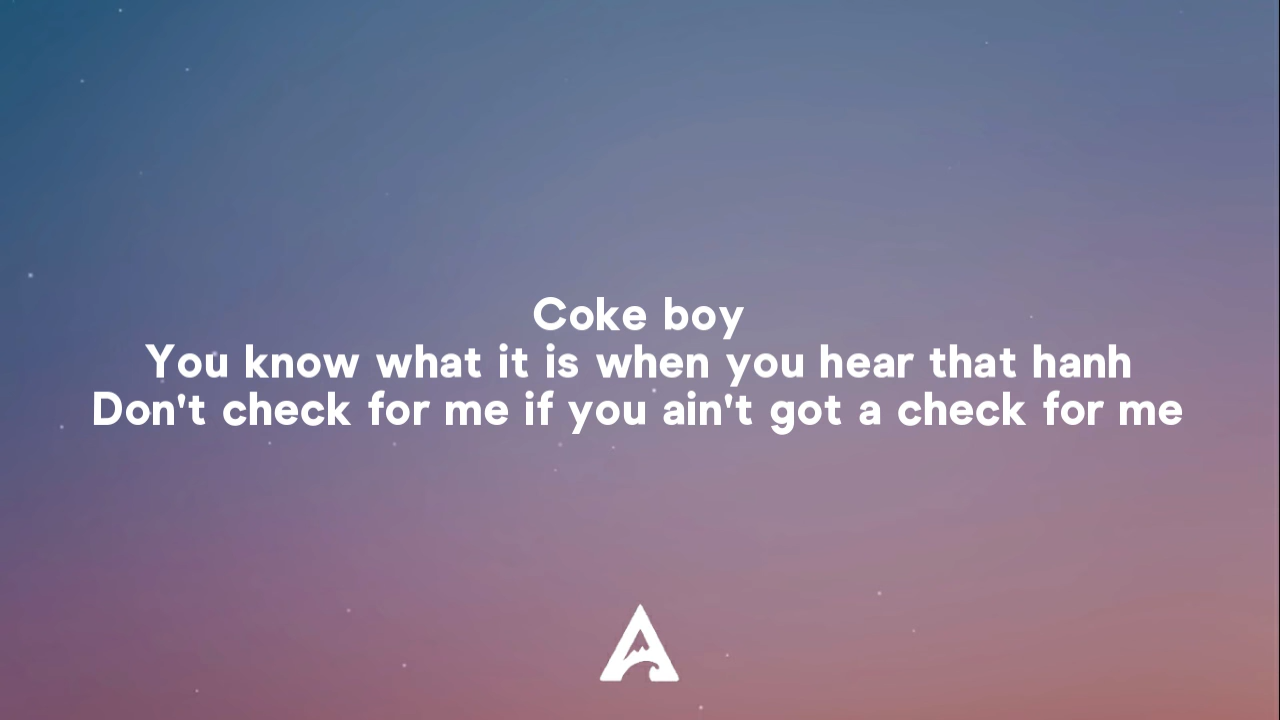 Coke boy
You know what it is when you hear that hanh
Don't check for me if you ain't got a check for me